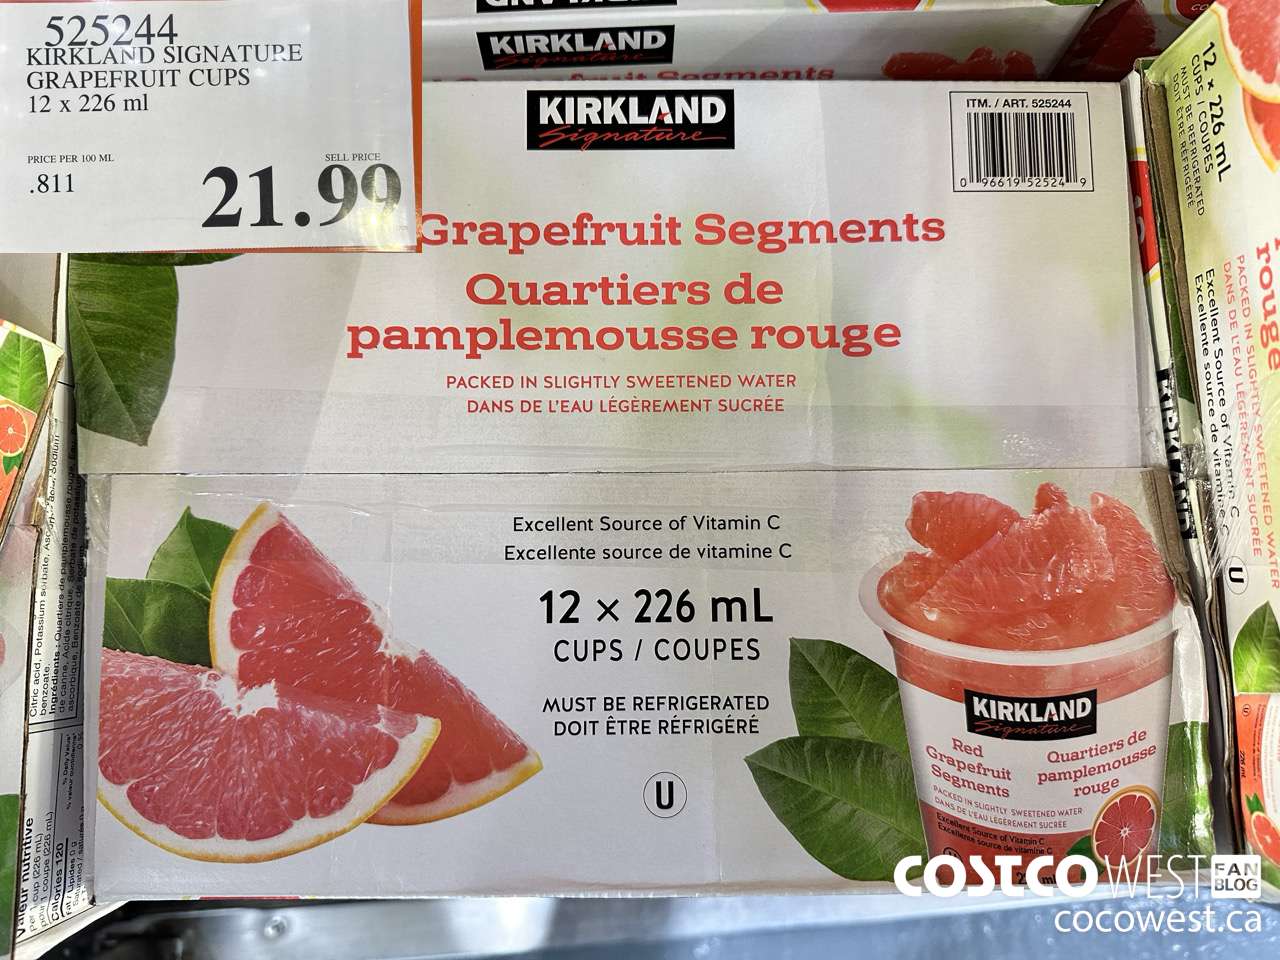 525244
KIRKLAND SIGNATURE
GRAPEFRUIT CUPS
12 x 226 ml
PRICE PER 100 ML
.811
SELL PRICE
21.99
KIRKLAND
Signature
Grapefruit Segments
KIRKLAND
Signature
ITM. / ART. 525244
0 96619 52524 9
Grapefruit Segments
Quartiers de
pamplemousse rouge
PACKED IN SLIGHTLY SWEETENED WATER
DANS DE L'EAU LÉGÈREMENT SUCRÉE
Excellent Source of Vitamin C
Excellente source de vitamine C
12 x 226 mL
CUPS / COUPES
MUST BE REFRIGERATED
DOIT ÊTRE RÉFRIGÉRÉ
U
KIRKLAND
Signature
Red
Grapefruit
Segments
Quartiers de
pamplemousse
rouge
PACKED IN SLIGHTLY SWEETENED WATER
DANS DE L'EAU LÉGÈREMENT SUCRÉE
Excellent Source of Vitamin C
Excellente source de vitamine C
12 x 226 mL
CUPS / COUPES
MUST BE REFRIGERATED
DOIT ÊTRE RÉFRIGÉRÉ
rouge
PACKED IN SLIGHTLY SWEETENED WATER
DANS DE L'EAU LÉGÈREMENT SUCRÉE
Excellent Source of Vitamin C
Excellente source de vitamine C
U
KIRKLAND
Valeur nutritive
Calories 120
COSTCO WEST
FAN
BLOG
cocowest.ca